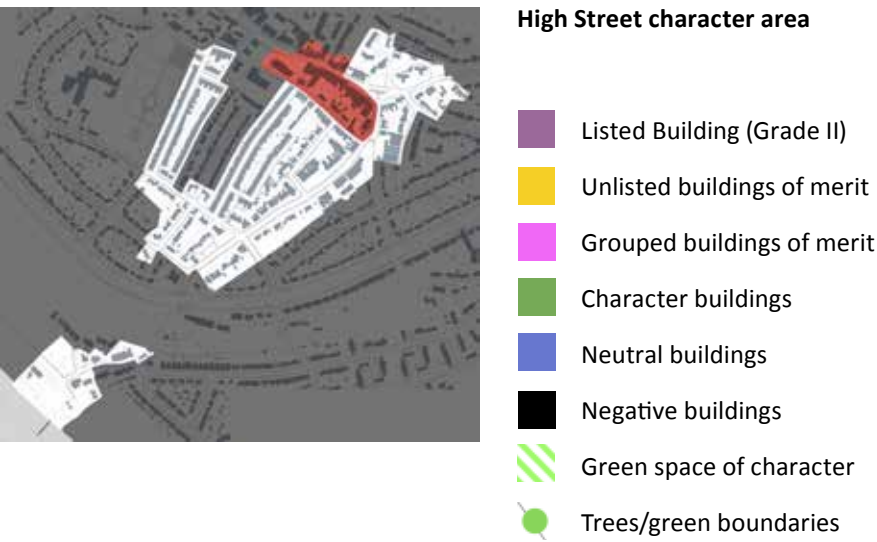 High Street character area
Listed Building (Grade II)
Unlisted buildings of merit
Grouped buildings of merit
Character buildings
Neutral buildings
Negative buildings
Green space of character
Trees/green boundaries